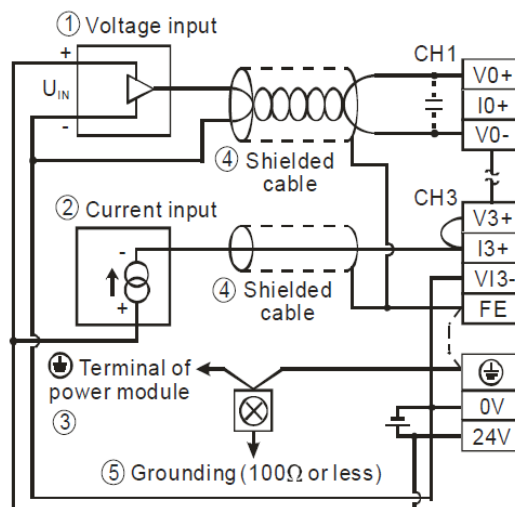 ① Voltage input
+
U_IN
-
④ Shielded
cable
CH1
V0+
I0+
V0-
② Current input
-
+
④ Shielded
cable
CH3
V3+
I3+
VI3-
FE
Terminal of
power module
③
0V
24V
⑤ Grounding (100Ω or less)